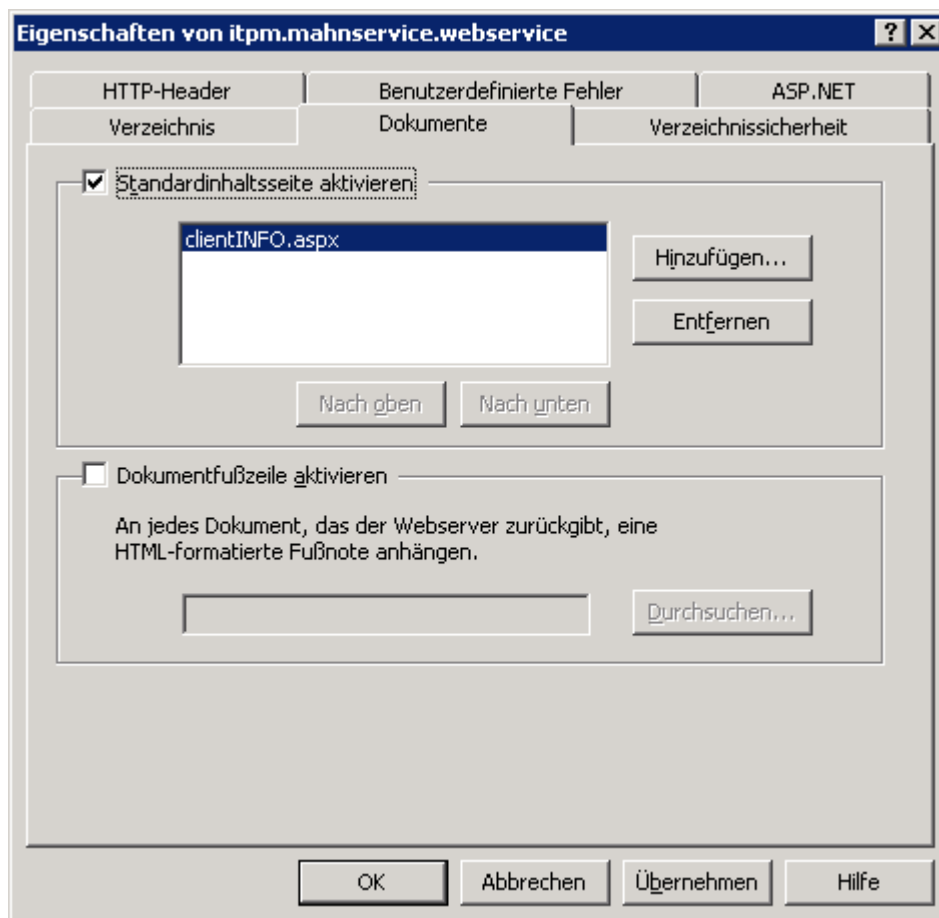 Eigenschaften von itpm.mahnservice.webservice
HTTP-Header
Benutzerdefinierte Fehler
ASP.NET
Verzeichnis
Dokumente
Verzeichnissicherheit
Standardinhaltsseite aktivieren
clientINFO.aspx
Hinzufügen...
Entfernen
Nach oben
Nach unten
Dokumentfußzeile aktivieren
An jedes Dokument, das der Webserver zurückgibt, eine
HTML-formatierte Fußnote anhängen.
Durchsuchen...
OK
Abbrechen
Übernehmen
Hilfe